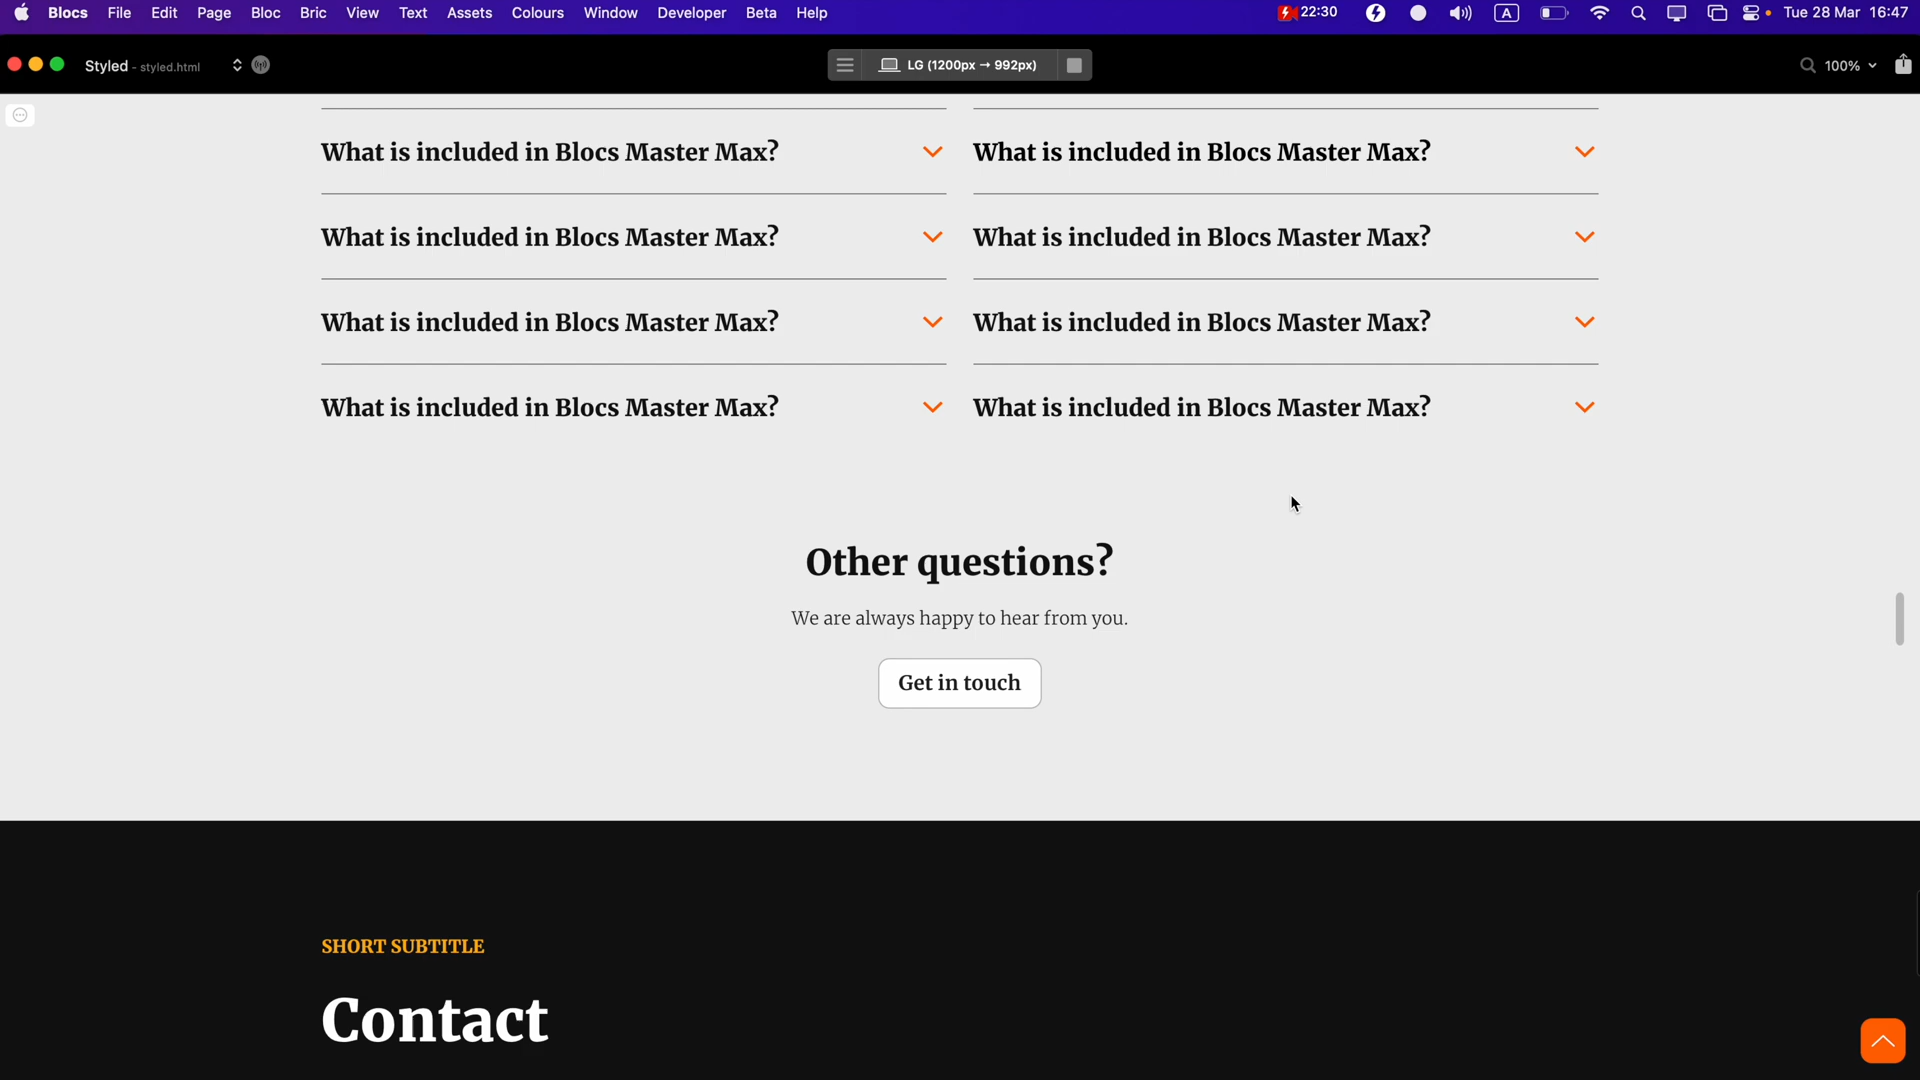 Blocs File Edit Page Bloc Bric View Text Assets Colours Window Developer Beta Help 22:30 A Tue 28 Mar 16:47
Styled - styled.html LG (1200px → 992px) 100%
What is included in Blocs Master Max? What is included in Blocs Master Max?
What is included in Blocs Master Max? What is included in Blocs Master Max?
What is included in Blocs Master Max? What is included in Blocs Master Max?
What is included in Blocs Master Max? What is included in Blocs Master Max?
Other questions?
We are always happy to hear from you.
Get in touch
SHORT SUBTITLE
Contact